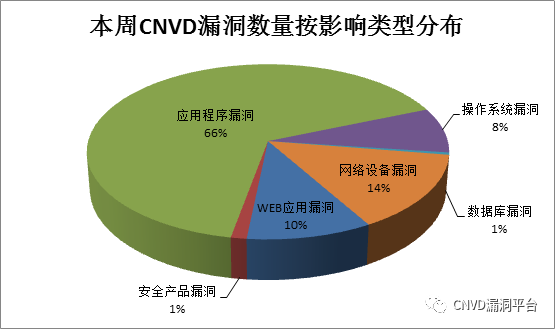 本周CNVD漏洞数量按影响类型分布
应用程序漏洞
66%
操作系统漏洞
8%
网络设备漏洞
14%
数据库漏洞
1%
WEB应用漏洞
10%
安全产品漏洞
1%
CNVD漏洞平台